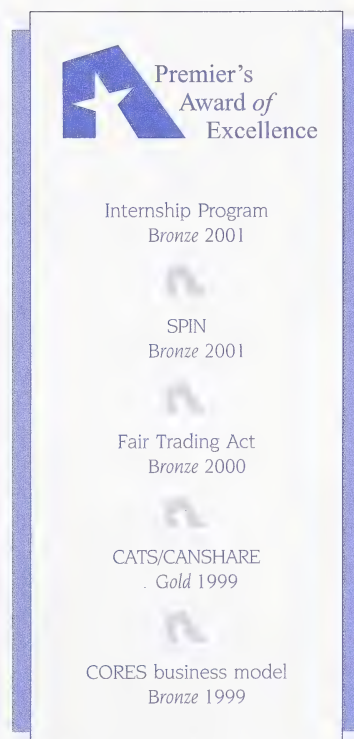 Premier's
Award of
Excellence
Internship Program
Bronze 2001
SPIN
Bronze 2001
Fair Trading Act
Bronze 2000
CATS/CANSHARE
Gold 1999
CORES business model
Bronze 1999